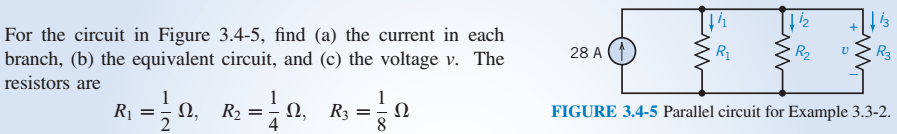 For the circuit in Figure 3.4-5, find (a) the current in each
branch, (b) the equivalent circuit, and (c) the voltage v. The
resistors are
R₁ = 1/2 Ω, R₂ = 1/4 Ω, R₃ = 1/8 Ω
28 A
i₁
R₁
i₂
R₂
+
v
–
i₃
R₃
FIGURE 3.4-5 Parallel circuit for Example 3.3-2.